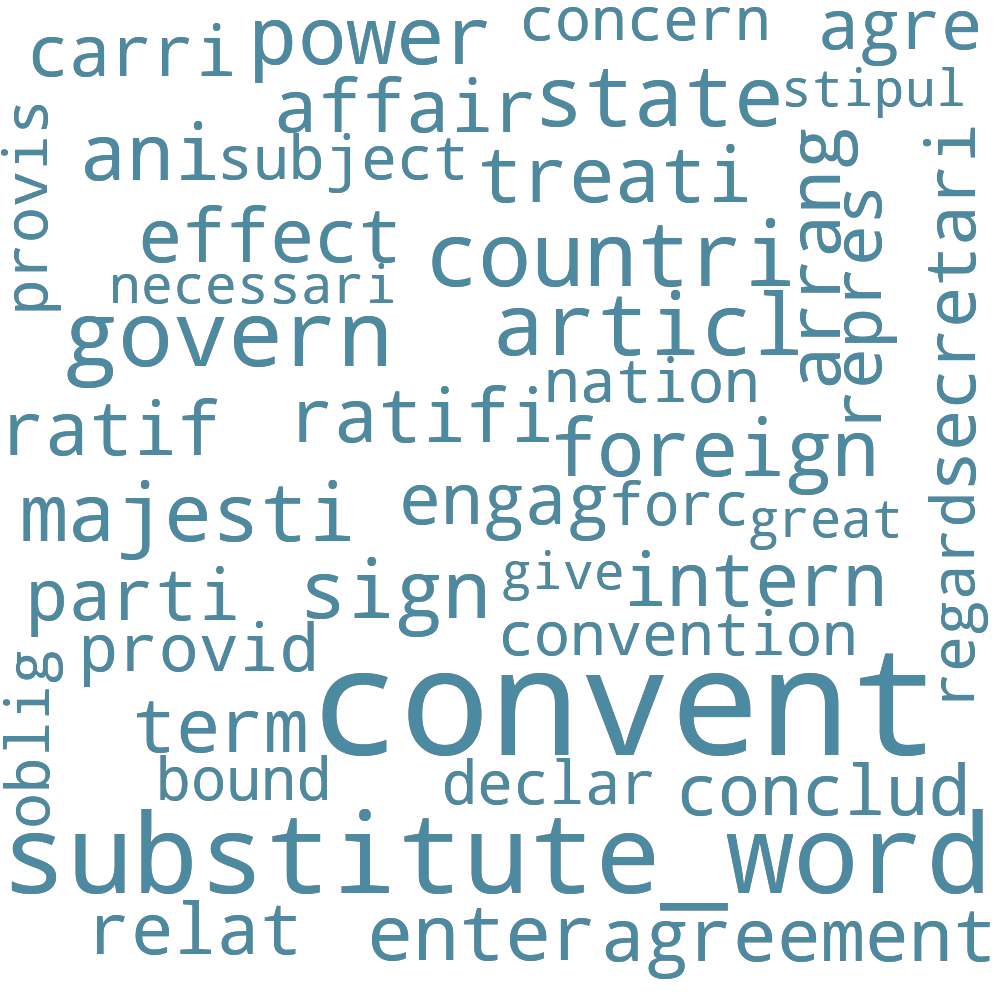 concern
agre
power
carri
state
stipul
affair
provis
ani
subject
treati
arrang
repres
secretari
effect
countri
necessari
govern
articl
nation
ratif
ratifi
foreign
majesti
engag
forc
great
regard
parti
sign
give
intern
provid
convention
oblig
convent
term
bound
declar
conclud
substitute_word
relat
enter
agreement